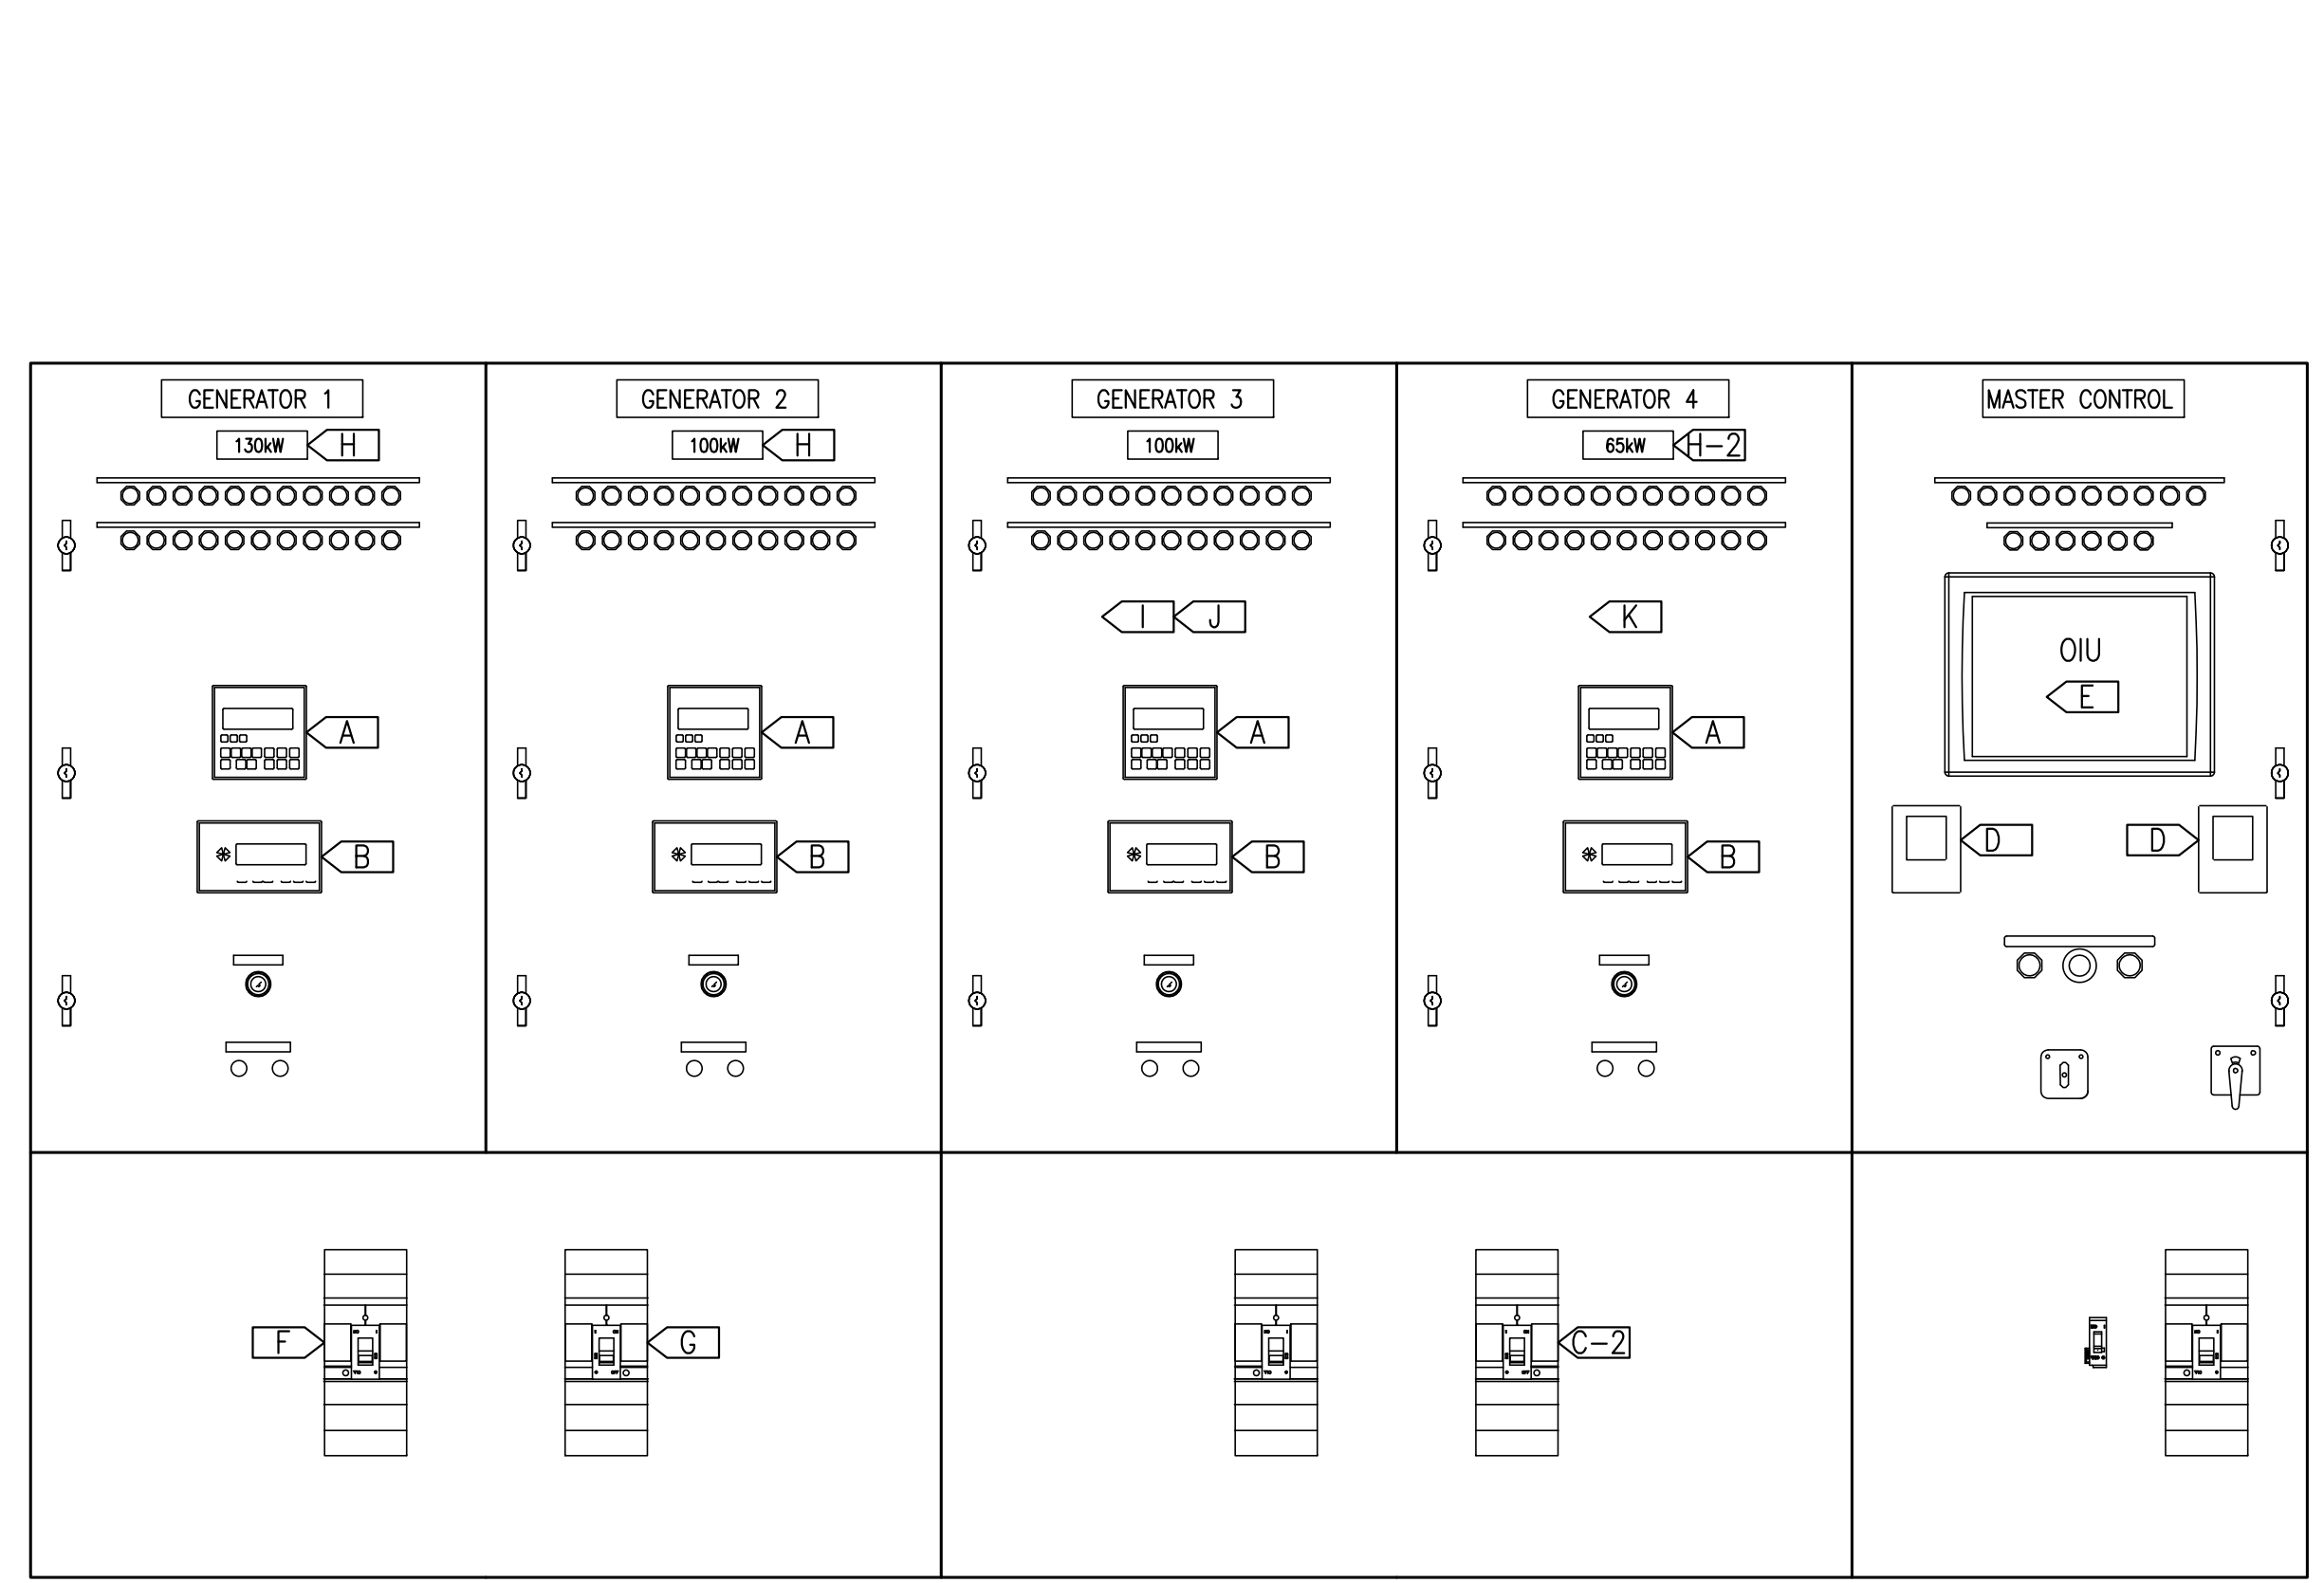 GENERATOR 1
130kW H
GENERATOR 2
100kW H
GENERATOR 3
100kW
GENERATOR 4
65kW H-2
MASTER CONTROL
I J
K
OIU
E
A
A
A
A
B
B
B
B
D D
F
G
C-2